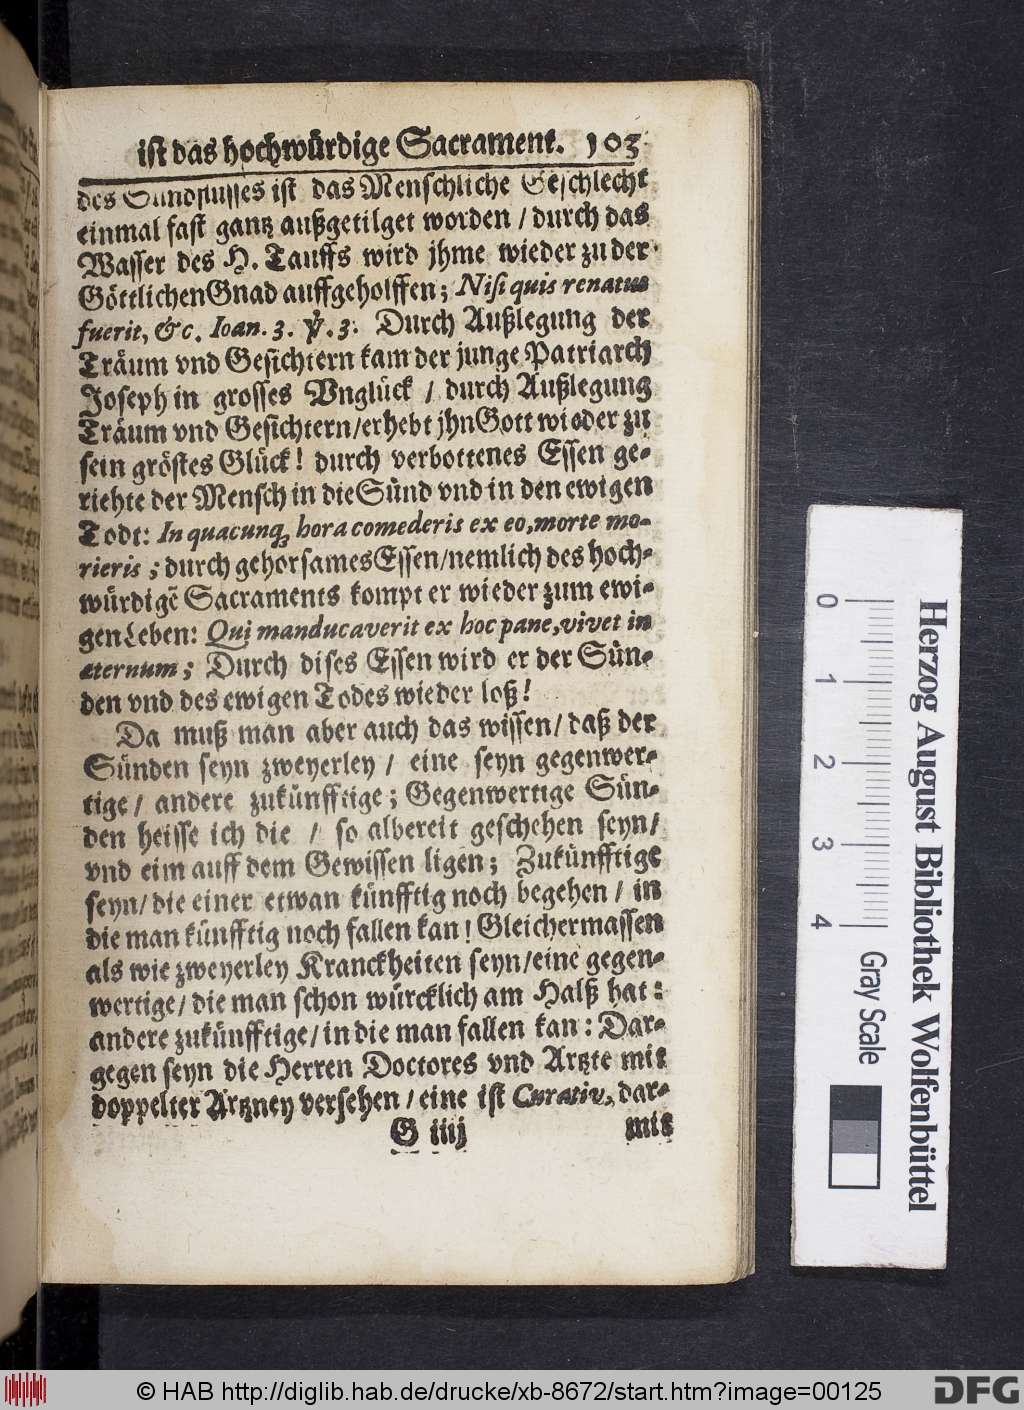 ist das hochwürdige Sacrament. 103
des Sündflusses ist das Menschliche Geschlecht
einmal fast gantz außgetilget worden / durch das
Wasser des H. Tauffs wird jhme wieder zu der
Göttlichen Gnad auffgeholffen; Nisi quis renatus
fuerit, &c. Ioan. 3. ℣. 3. Durch Außlegung der
Träum vnd Gesichtern kam der junge Patriarch
Joseph in grosses Vnglück / durch Außlegung
Träum vnd Gesichtern/erhebt jhn Gott wieder zu
sein gröstes Glück! durch verbottenes Essen ge-
riehte der Mensch in die Sünd vnd in den ewigen
Todt: In quacunq; hora comederis ex eo, morte mo-
rieris; durch gehorsames Essen/nemlich des hoch-
würdigē Sacraments kompt er wieder zum ewi-
gen Leben: Qui manducaverit ex hoc pane, vivet in
æternum; Durch dises Essen wird er der Sün-
den vnd des ewigen Todes wieder loß!
Da muß man aber auch das wissen/ daß der
Sünden seyn zweyerley / eine seyn gegenwer-
tige/ andere zukünfftige; Gegenwertige Sün-
den heisse ich die / so albereit geschehen seyn/
vnd eim auff dem Gewissen ligen; Zukünfftige
seyn/ die einer etwan künfftig noch begehen / in
die man künfftig noch fallen kan! Gleichermassen
als wie zweyerley Kranckheiten seyn/eine gegen-
wertige/ die man schon würcklich am Halß hat:
andere zukünfftige/ in die man fallen kan: Dar-
gegen seyn die Herren Doctores vnd Artzte mit
doppelter Artzney versehen / eine ist Curativ, dar-
G iiij mit
Herzog August Bibliothek Wolfenbüttel
0 1 2 3 4 Gray Scale
© HAB http://diglib.hab.de/drucke/xb-8672/start.htm?image=00125
DFG